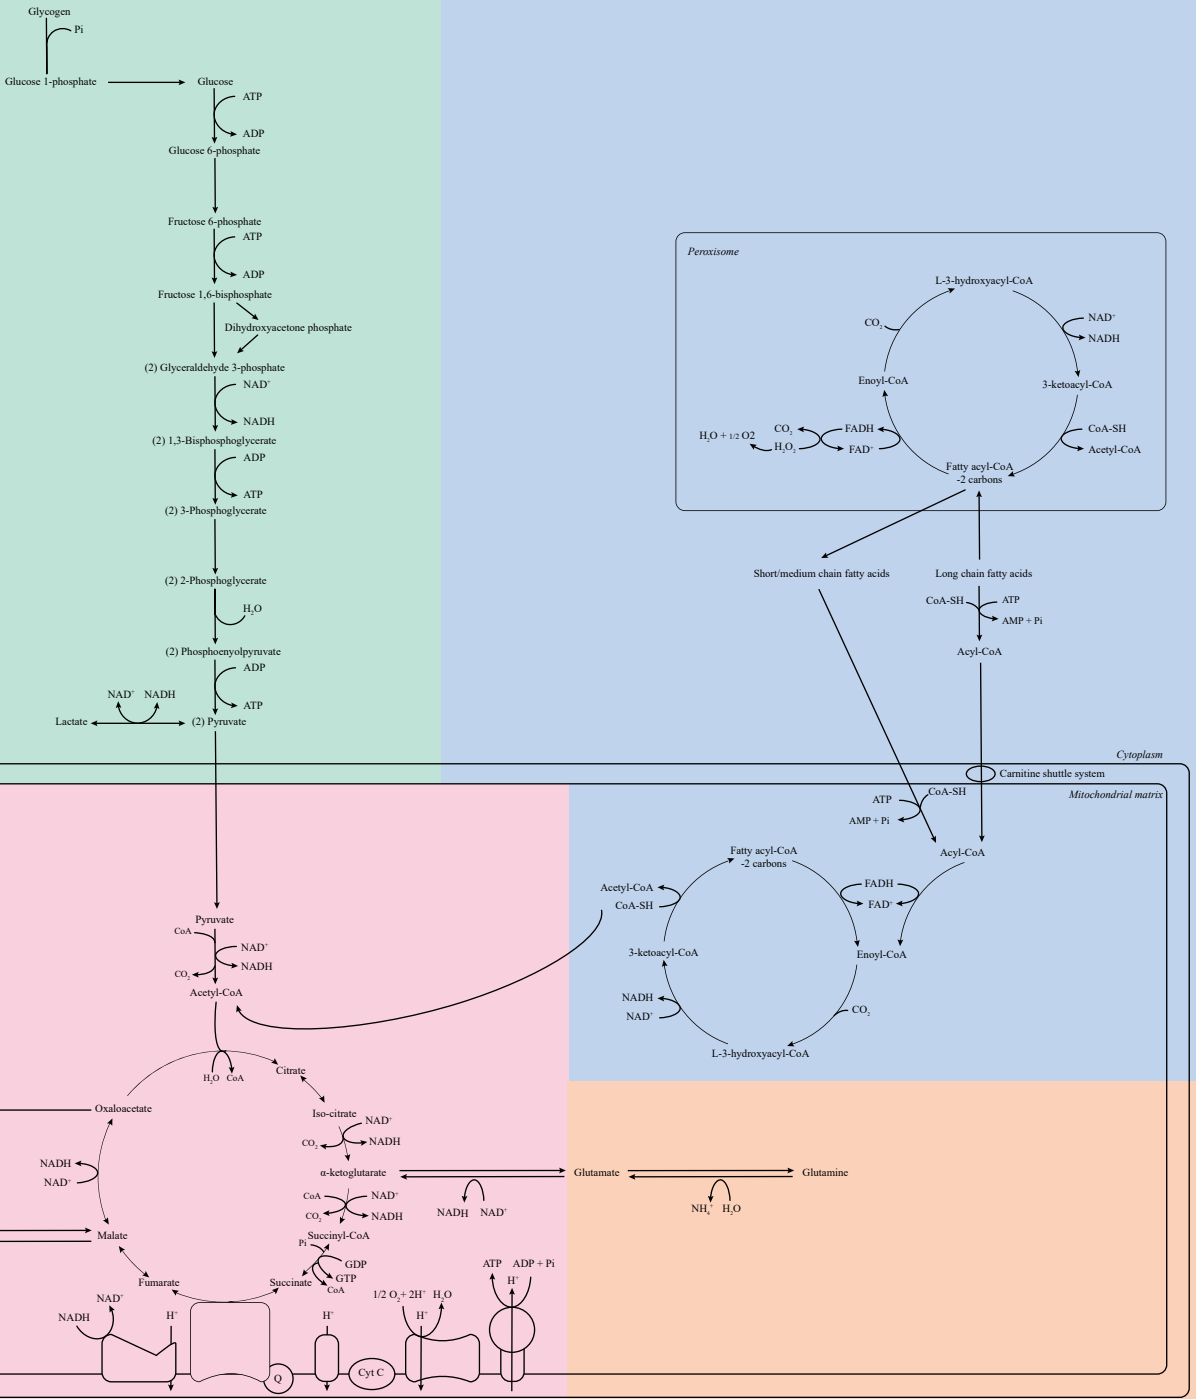 Glycogen
Pi
Glucose 1-phosphate
Glucose
ATP
ADP
Glucose 6-phosphate
Fructose 6-phosphate
ATP
ADP
Fructose 1,6-bisphosphate
Dihydroxyacetone phosphate
(2) Glyceraldehyde 3-phosphate
NAD⁺
NADH
(2) 1,3-Bisphosphoglycerate
ADP
ATP
(2) 3-Phosphoglycerate
(2) 2-Phosphoglycerate
H₂O
(2) Phosphoenyolpyruvate
ADP
ATP
NAD⁺ NADH
Lactate
(2) Pyruvate
Peroxisome
L-3-hydroxyacyl-CoA
CO₂
NAD⁺
NADH
Enoyl-CoA
3-ketoacyl-CoA
H₂O + 1/2 O2
CO₂
H₂O₂
FADH
FAD⁺
CoA-SH
Acetyl-CoA
Fatty acyl-CoA
-2 carbons
Short/medium chain fatty acids
Long chain fatty acids
CoA-SH
ATP
AMP + Pi
Acyl-CoA
Cytoplasm
Carnitine shuttle system
Mitochondrial matrix
CoA-SH
ATP
AMP + Pi
Fatty acyl-CoA
-2 carbons
Acyl-CoA
Acetyl-CoA
CoA-SH
FADH
FAD⁺
3-ketoacyl-CoA
Enoyl-CoA
NADH
NAD⁺
CO₂
L-3-hydroxyacyl-CoA
Pyruvate
CoA
NAD⁺
NADH
CO₂
Acetyl-CoA
H₂O CoA
Citrate
Oxaloacetate
Iso-citrate
NAD⁺
CO₂
NADH
NADH
NAD⁺
α-ketoglutarate
Glutamate
Glutamine
CoA
NAD⁺
CO₂
NADH
NADH NAD⁺
NH₄⁺ H₂O
Malate
Succinyl-CoA
Pi
GDP
GTP
CoA
Fumarate
Succinate
ATP ADP + Pi
H⁺
NAD⁺
NADH
H⁺
H⁺
1/2 O₂+ 2H⁺ H₂O
H⁺
Q
Cyt C